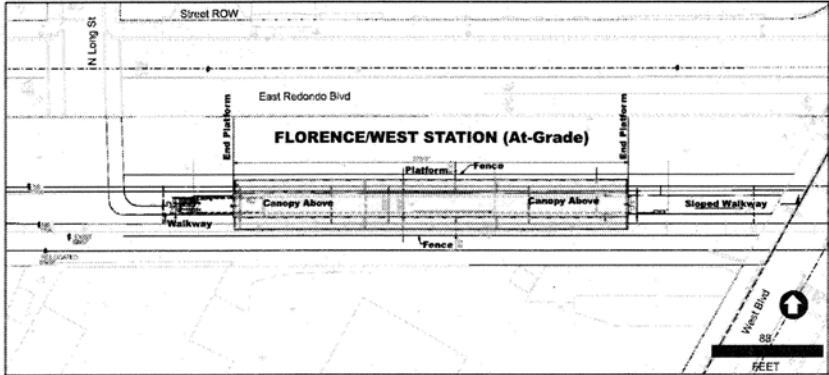 Street ROW
N Long St
East Redondo Blvd
End Platform
End Platform
FLORENCE/WEST STATION (At-Grade)
Fence
Platform
Canopy Above
Canopy Above
Sloped Walkway
Walkway
Fence
West Blvd
88
FEET